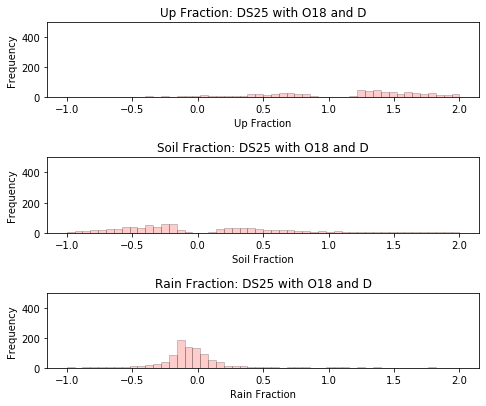 Up Fraction: DS25 with O18 and D
Frequency
400
200
0
−1.0 −0.5 0.0 0.5 1.0 1.5 2.0
Up Fraction
Soil Fraction: DS25 with O18 and D
Frequency
400
200
0
−1.0 −0.5 0.0 0.5 1.0 1.5 2.0
Soil Fraction
Rain Fraction: DS25 with O18 and D
Frequency
400
200
0
−1.0 −0.5 0.0 0.5 1.0 1.5 2.0
Rain Fraction